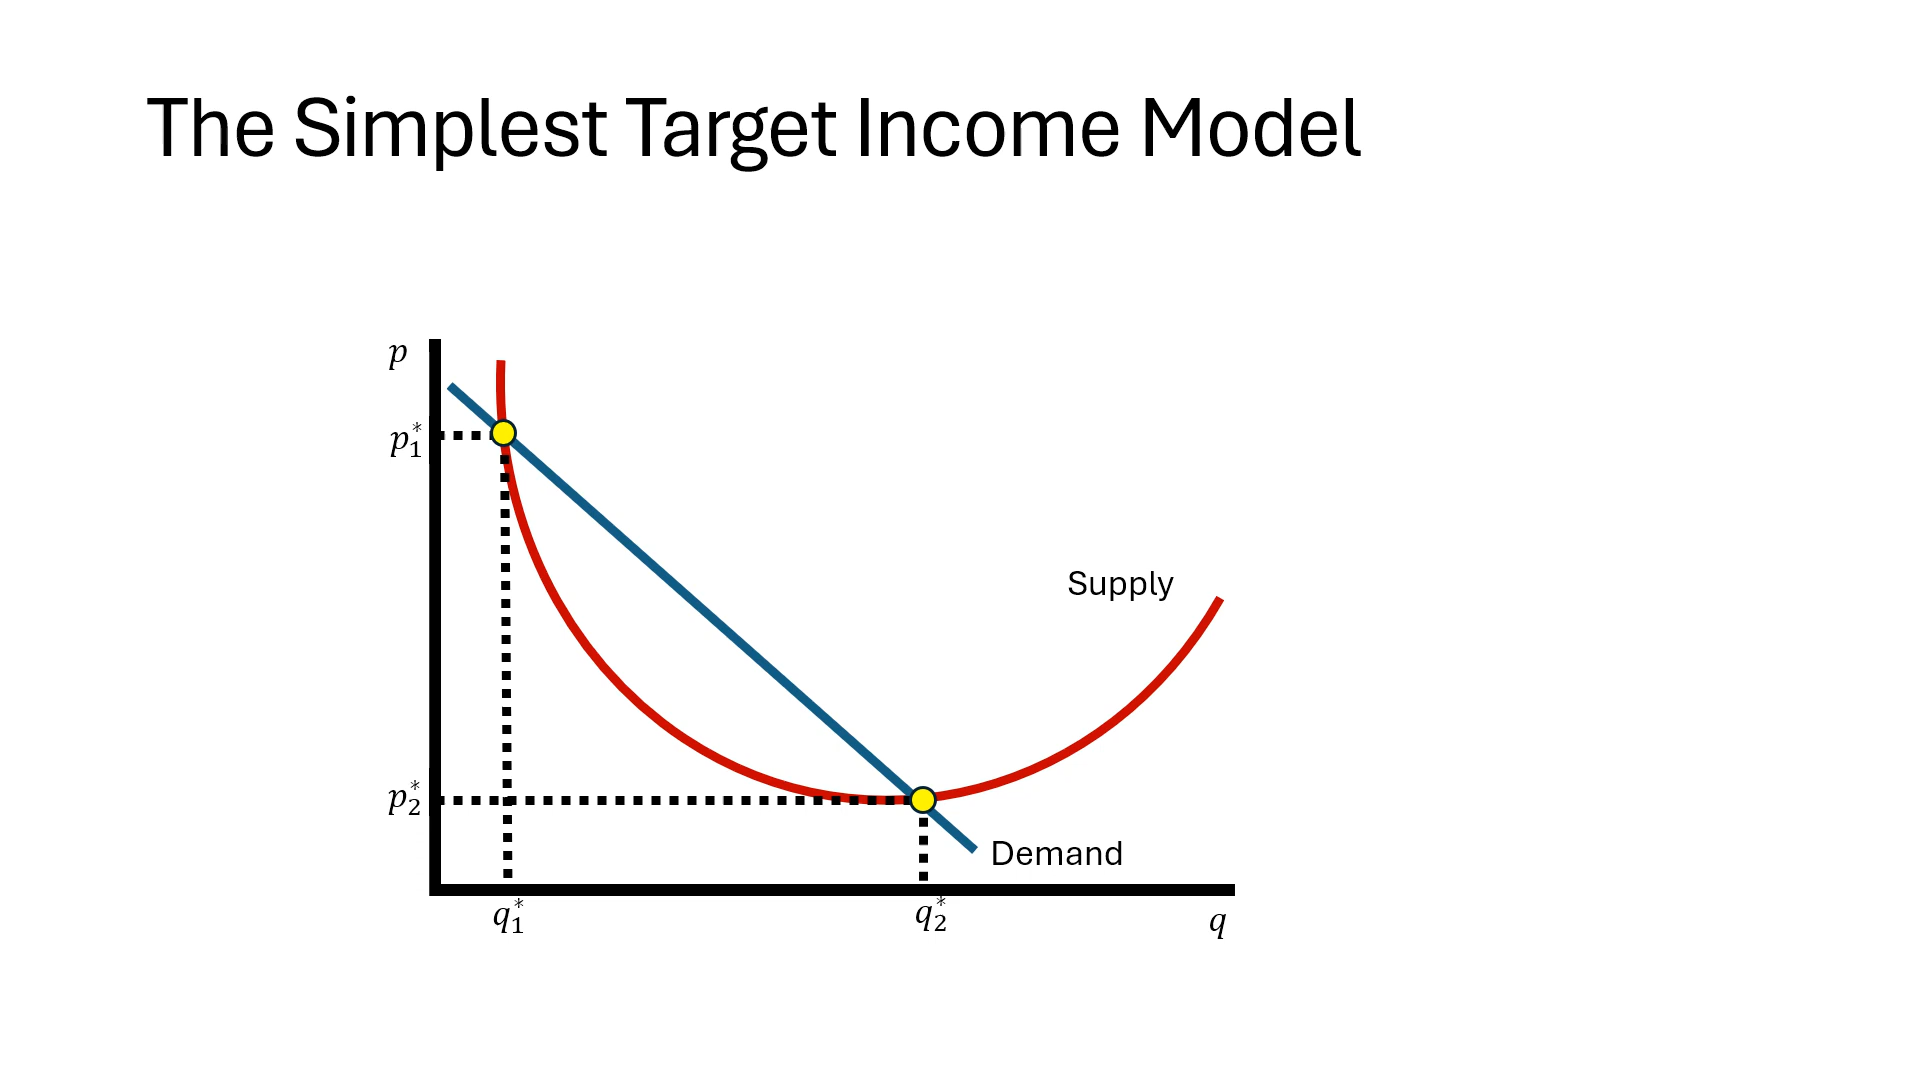 The Simplest Target Income Model
p
p₁*
Supply
p₂*
Demand
q₁*
q₂*
q